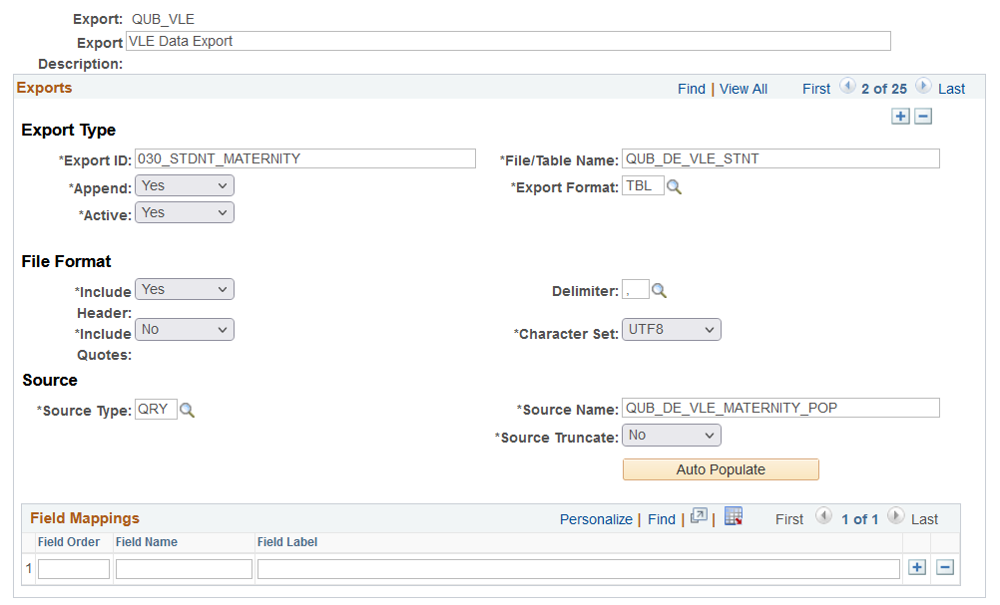 Export: QUB_VLE
Export VLE Data Export
Description:
Exports Find | View All First 2 of 25 Last
Export Type
*Export ID: 030_STDNT_MATERNITY *File/Table Name: QUB_DE_VLE_STNT
*Append: Yes *Export Format: TBL
*Active: Yes
File Format
*Include Yes Delimiter: ,
Header:
*Include No *Character Set: UTF8
Quotes:
Source
*Source Type: QRY *Source Name: QUB_DE_VLE_MATERNITY_POP
*Source Truncate: No
Auto Populate
Field Mappings Personalize | Find | | First 1 of 1 Last
Field Order Field Name Field Label
1